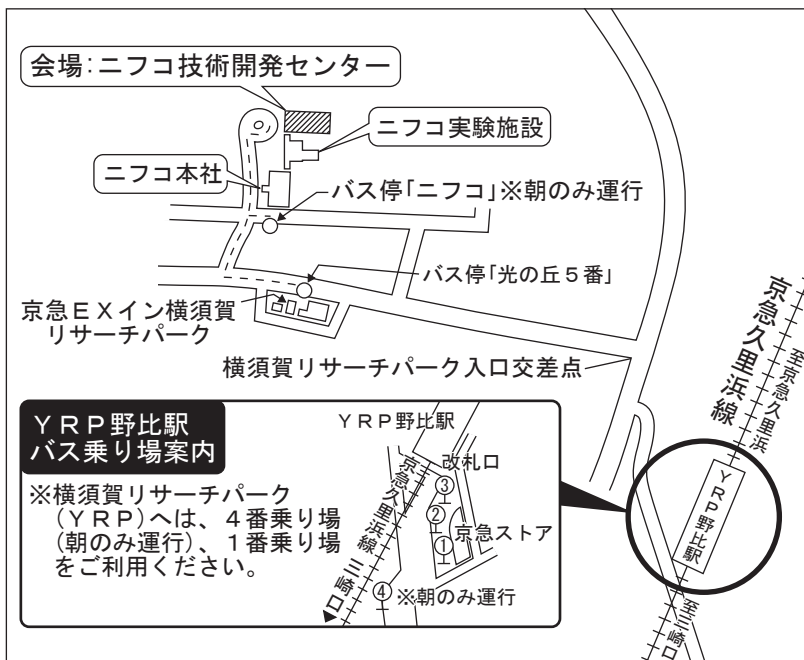 会場:ニフコ技術開発センター
ニフコ実験施設
ニフコ本社
バス停「ニフコ」※朝のみ運行
バス停「光の丘５番」
京急ＥＸイン横須賀
リサーチパーク
横須賀リサーチパーク入口交差点
京急久里浜線
至京急久里浜
ＹＲＰ野比駅
至三崎口
ＹＲＰ野比駅
バス乗り場案内
※横須賀リサーチパーク
(ＹＲＰ)へは、４番乗り場
(朝のみ運行)、１番乗り場
をご利用ください。
ＹＲＰ野比駅
改札口
③
②
京急ストア
①
京急久里浜線
三崎口▶
④
※朝のみ運行